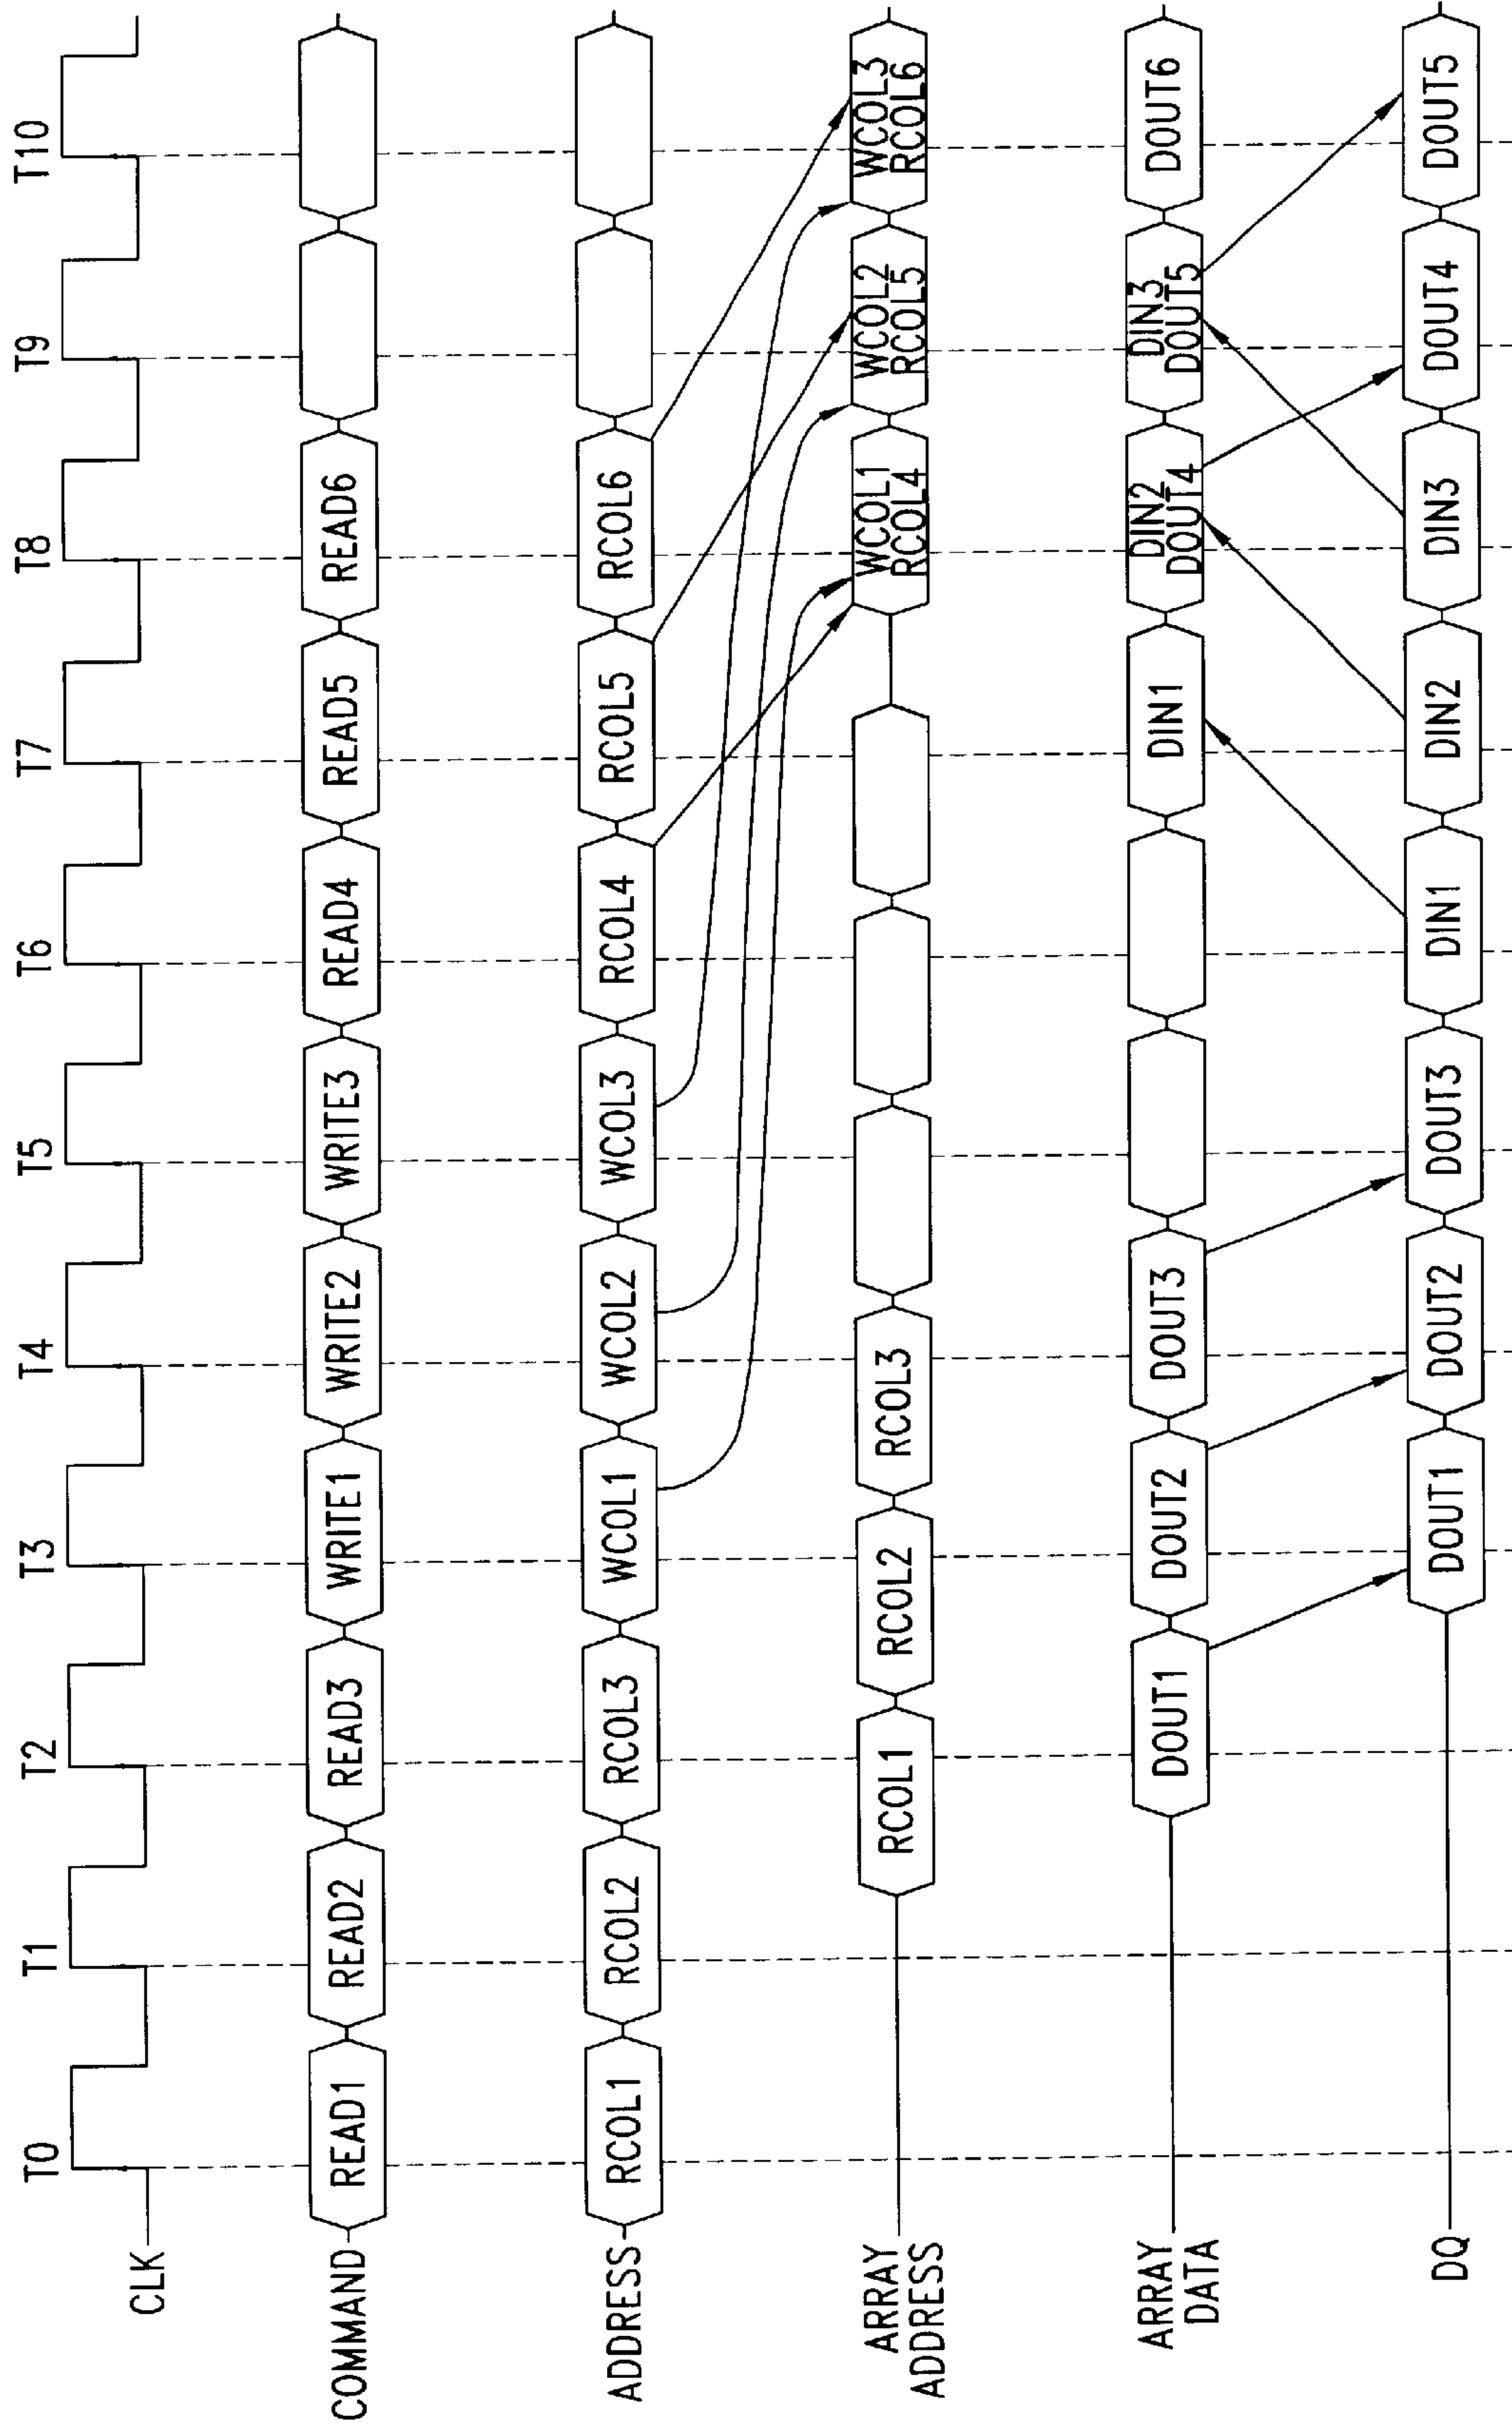 T0 T1 T2 T3 T4 T5 T6 T7 T8 T9 T10
CLK
COMMAND READ1 READ2 READ3 WRITE1 WRITE2 WRITE3 READ4 READ5 READ6
ADDRESS RCOL1 RCOL2 RCOL3 WCOL1 WCOL2 WCOL3 RCOL4 RCOL5 RCOL6
ARRAY WCOL1 WCOL2 WCOL3
ADDRESS RCOL1 RCOL2 RCOL3 RCOL4 RCOL5 RCOL6
ARRAY DIN2 DIN3
DATA DOUT1 DOUT2 DOUT3 DIN1 DOUT4 DOUT5 DOUT6
DQ DOUT1 DOUT2 DOUT3 DIN1 DIN2 DIN3 DOUT4 DOUT5